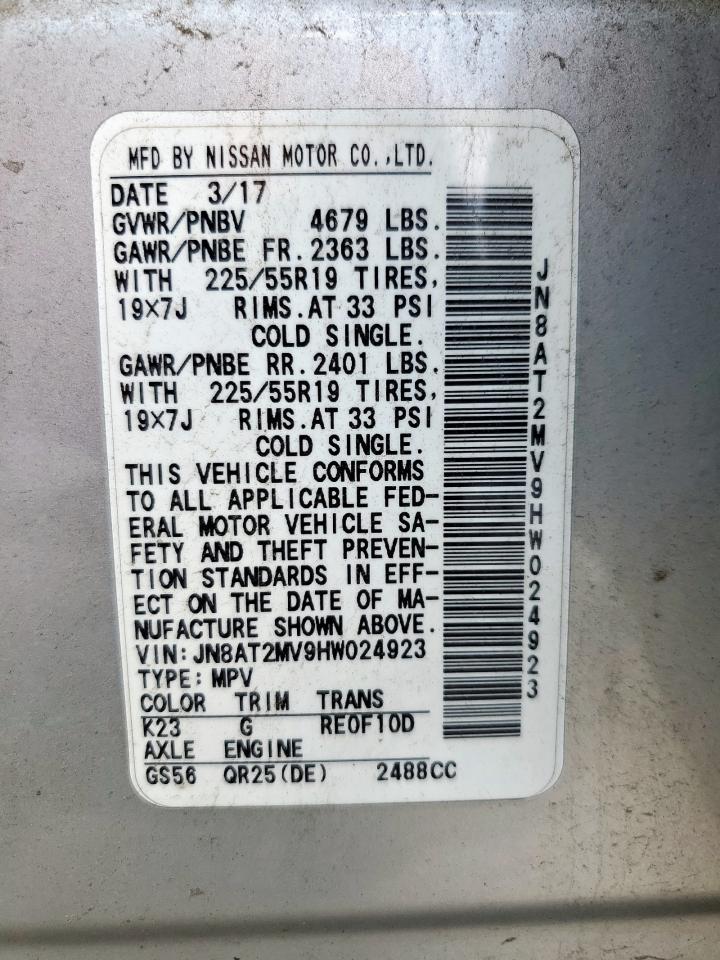 MFD BY NISSAN MOTOR CO.,LTD.
DATE 3/17
GVWR/PNBV 4679 LBS.
GAWR/PNBE FR.2363 LBS.
WITH 225/55R19 TIRES,
19×7J RIMS.AT 33 PSI
COLD SINGLE.
GAWR/PNBE RR.2401 LBS.
WITH 225/55R19 TIRES,
19×7J RIMS.AT 33 PSI
COLD SINGLE.
THIS VEHICLE CONFORMS
TO ALL APPLICABLE FED-
ERAL MOTOR VEHICLE SA-
FETY AND THEFT PREVEN-
TION STANDARDS IN EFF-
ECT ON THE DATE OF MA-
NUFACTURE SHOWN ABOVE.
VIN:JN8AT2MV9HW024923
TYPE:MPV
COLOR TRIM TRANS
K23 G RE0F10D
AXLE ENGINE
GS56 QR25(DE) 2488CC
JN8AT2MV9HW024923